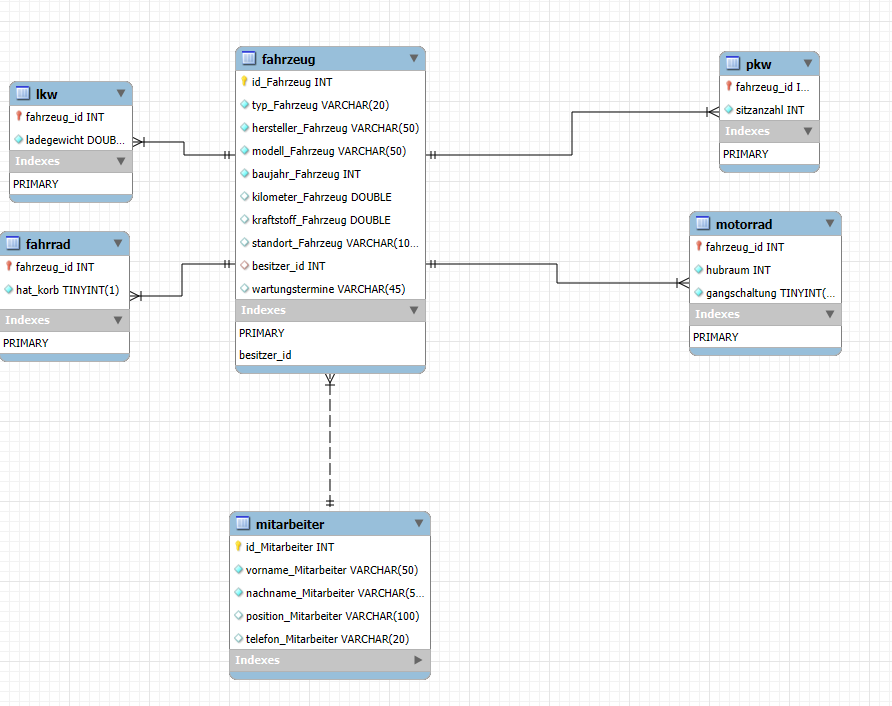 lkw
fahrzeug_id INT
ladegewicht DOUB...
Indexes
PRIMARY
fahrrad
fahrzeug_id INT
hat_korb TINYINT(1)
Indexes
PRIMARY
fahrzeug
id_Fahrzeug INT
typ_Fahrzeug VARCHAR(20)
hersteller_Fahrzeug VARCHAR(50)
modell_Fahrzeug VARCHAR(50)
baujahr_Fahrzeug INT
kilometer_Fahrzeug DOUBLE
kraftstoff_Fahrzeug DOUBLE
standort_Fahrzeug VARCHAR(10...
besitzer_id INT
wartungstermine VARCHAR(45)
Indexes
PRIMARY
besitzer_id
pkw
fahrzeug_id I...
sitzanzahl INT
Indexes
PRIMARY
motorrad
fahrzeug_id INT
hubraum INT
gangschaltung TINYINT(...
Indexes
PRIMARY
mitarbeiter
id_Mitarbeiter INT
vorname_Mitarbeiter VARCHAR(50)
nachname_Mitarbeiter VARCHAR(5...
position_Mitarbeiter VARCHAR(100)
telefon_Mitarbeiter VARCHAR(20)
Indexes